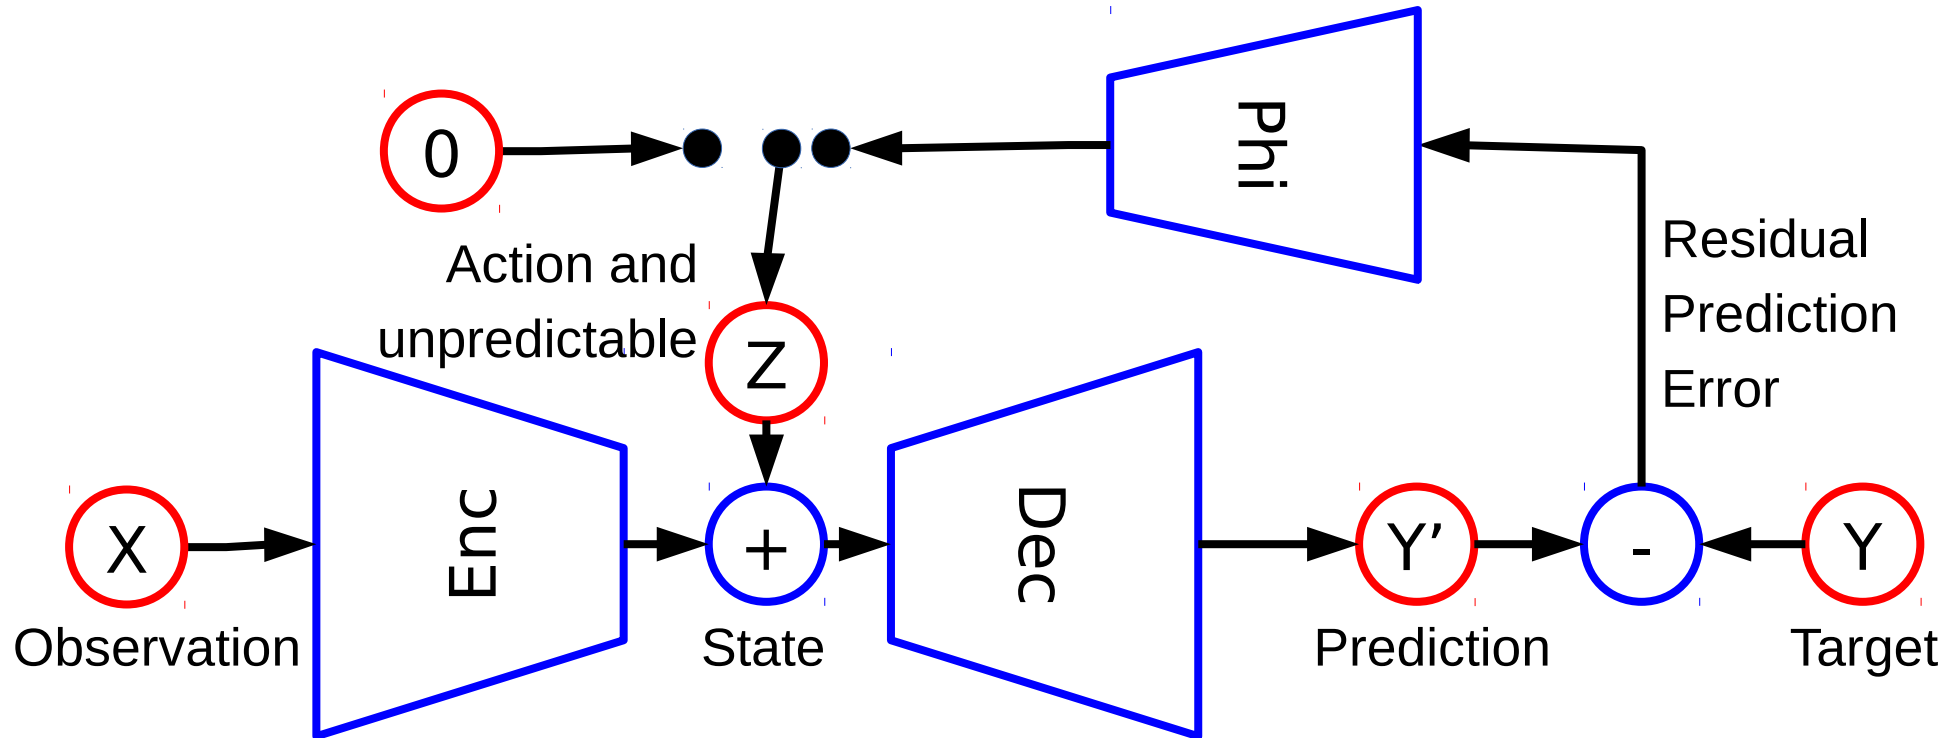 0
Phi
Action and
unpredictable
Residual
Prediction
Error
Z
X
Enc
+
Dec
Y’
-
Y
Observation
State
Prediction
Target